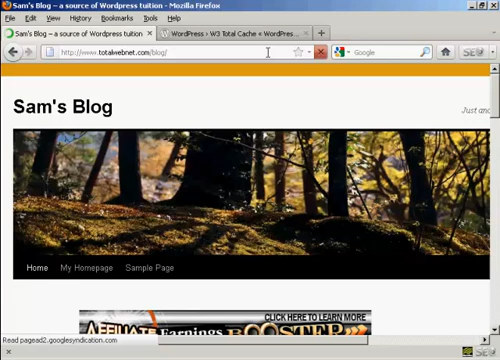 Sam's Blog – a source of Wordpress tuition - Mozilla Firefox
Edit View History Bookmarks Tools Help
Sam's Blog – a source of Wordpress tuition × WordPress › W3 Total Cache « WordPres... × +
http://www.totalwebnet.com/blog/ Google
Sam's Blog
Just and
Home My Homepage Sample Page
CLICK HERE TO LEARN MORE
AFFILIATE Earnings BOOSTER
Read pagead2.googlesyndication.com